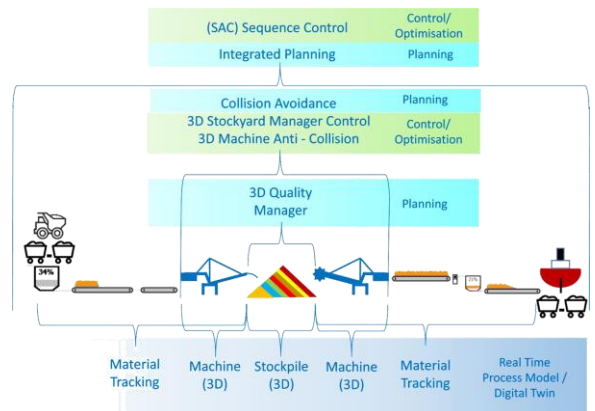 (SAC) Sequence Control
Control/
Optimisation
Integrated Planning
Planning
Collision Avoidance
Planning
3D Stockyard Manager Control
3D Machine Anti - Collision
Control/
Optimisation
3D Quality
Manager
Planning
34%
21%
Material
Tracking
Machine
(3D)
Stockpile
(3D)
Machine
(3D)
Material
Tracking
Real Time
Process Model /
Digital Twin